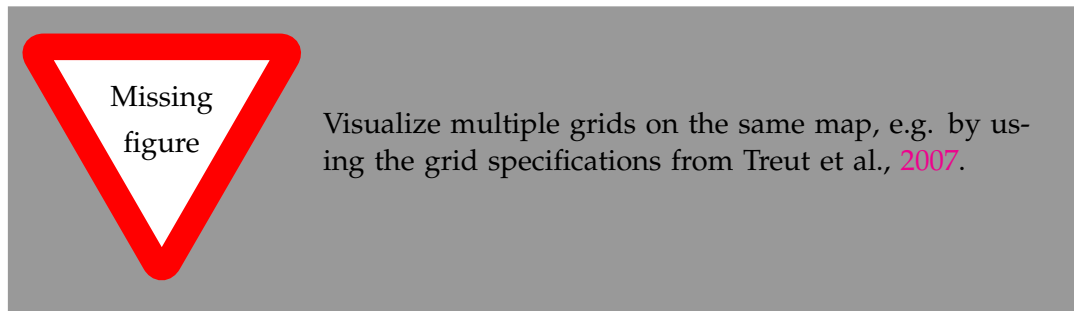 Missing
figure
Visualize multiple grids on the same map, e.g. by us-
ing the grid specifications from Treut et al., 2007.